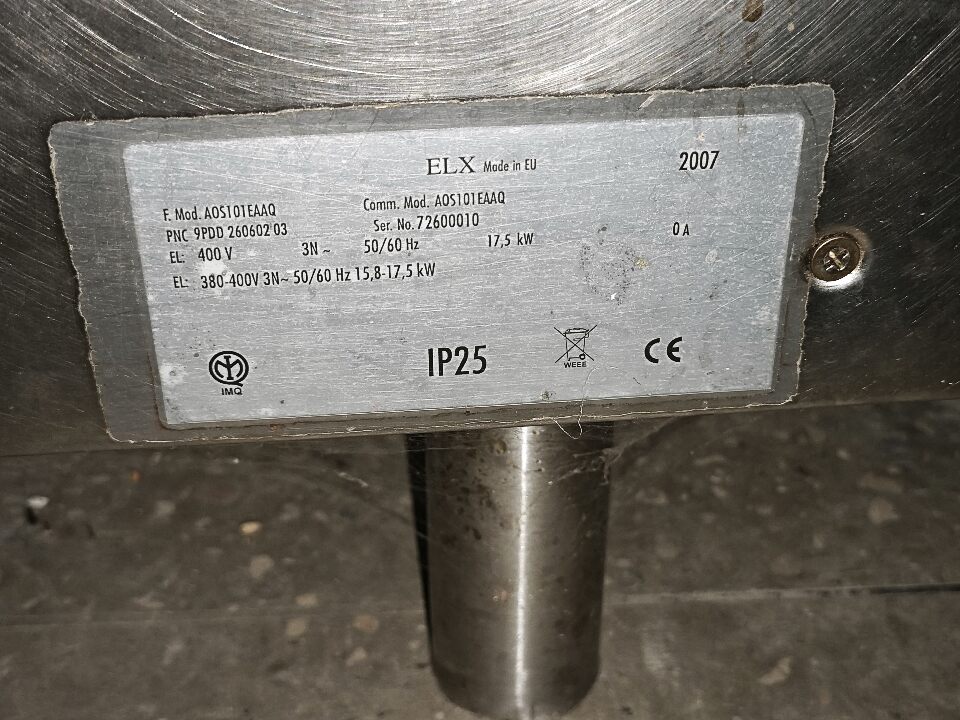 ELX Made in EU 2007
F. Mod. AOS101EAAQ Comm. Mod. AOS101EAAQ
PNC 9PDD 260602 03 Ser. No. 72600010
EL: 400 V 3N ~ 50/60 Hz 17,5 kW 0 A
EL: 380-400V 3N~ 50/60 Hz 15,8-17,5 kW
IMQ IP25 WEEE CE